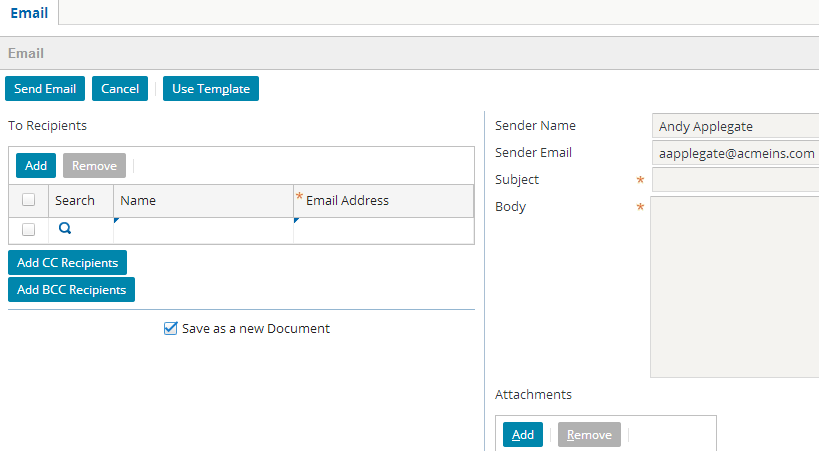 Email
Email
Send Email Cancel Use Template
To Recipients
Add Remove
Search Name * Email Address
Add CC Recipients
Add BCC Recipients
Save as a new Document
Sender Name Andy Applegate
Sender Email aapplegate@acmeins.com
Subject *
Body *
Attachments
Add Remove